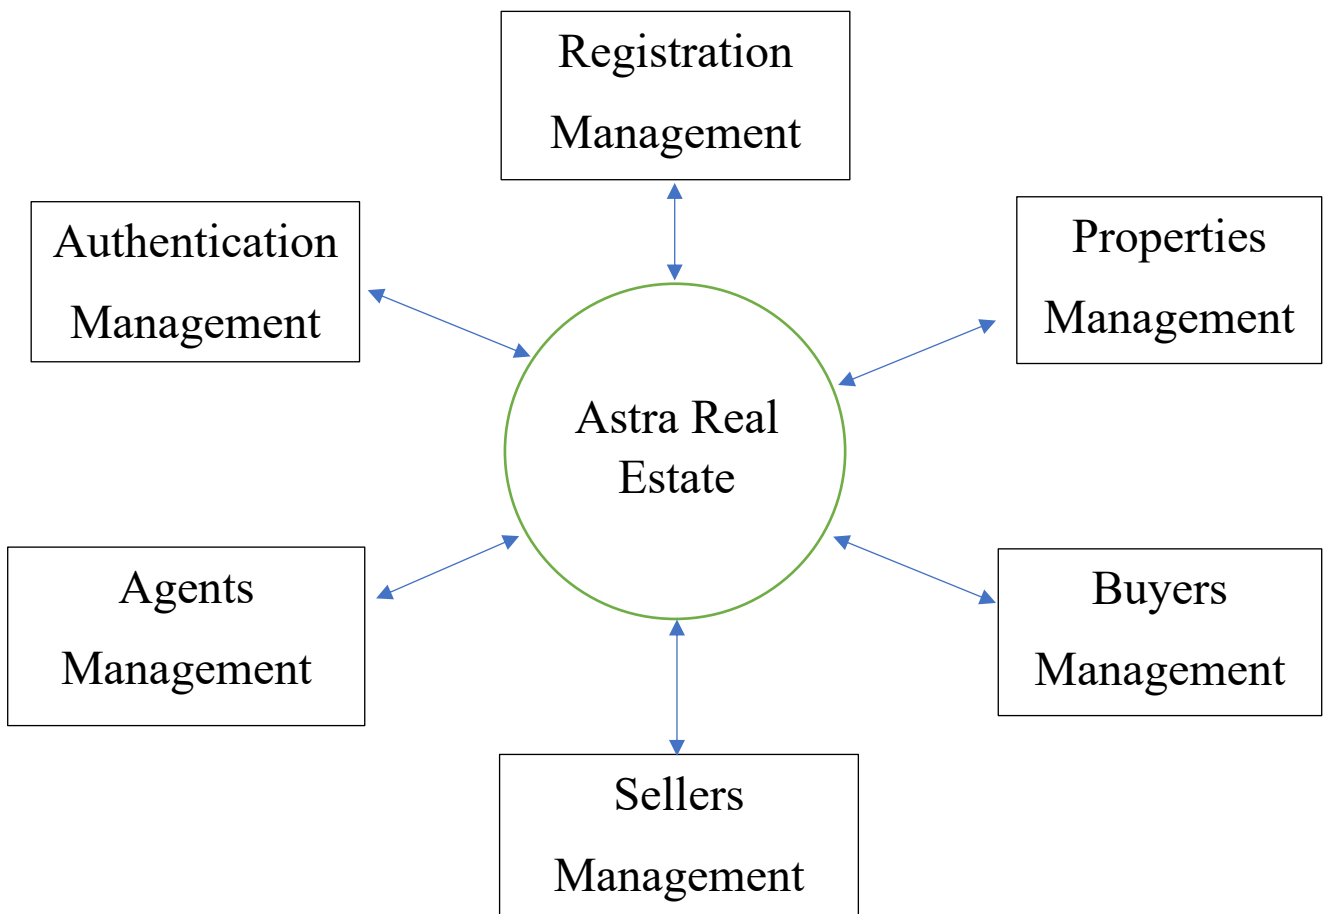 Registration
Management
Authentication
Management
Properties
Management
Astra Real
Estate
Agents
Management
Buyers
Management
Sellers
Management